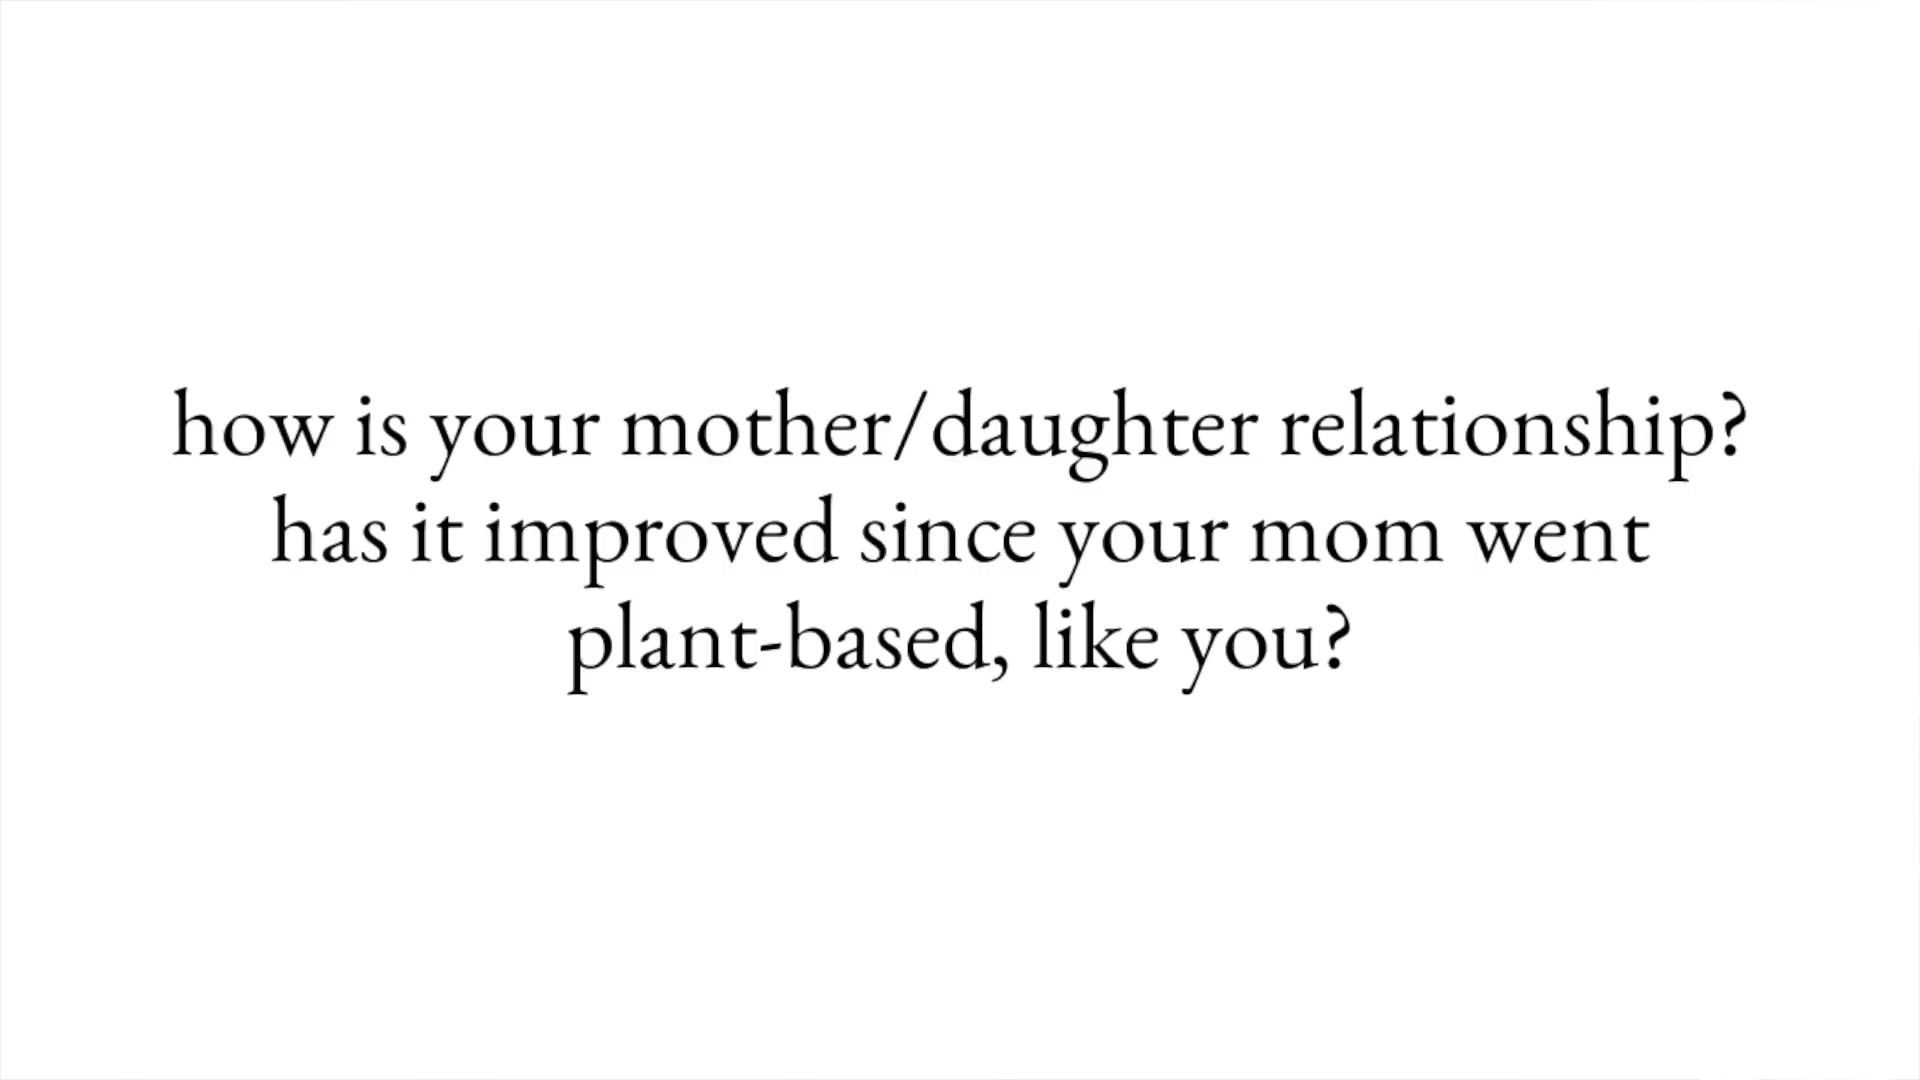 how is your mother/daughter relationship?
has it improved since your mom went
plant-based, like you?